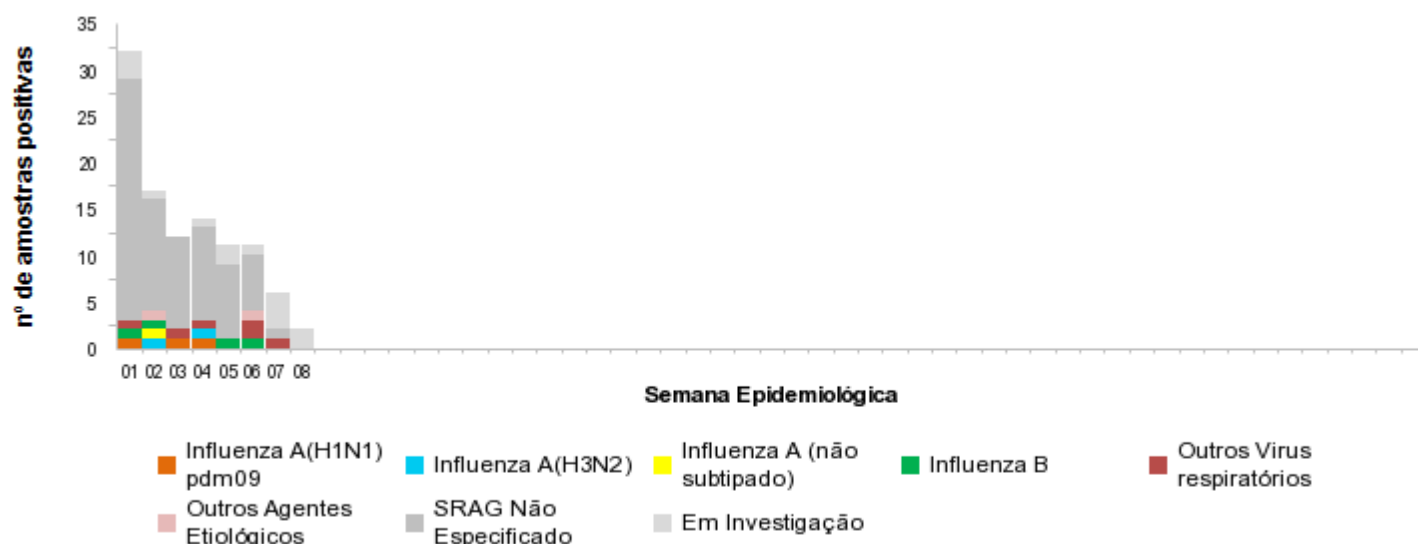 35
30
25
20
15
10
5
0
nº de amostras positivas
01 02 03 04 05 06 07 08
Semana Epidemiológica
Influenza A(H1N1)
pdm09
Influenza A(H3N2)
Influenza A (não
subtipado)
Influenza B
Outros Virus
respiratórios
Outros Agentes
Etiológicos
SRAG Não
Especificado
Em Investigação